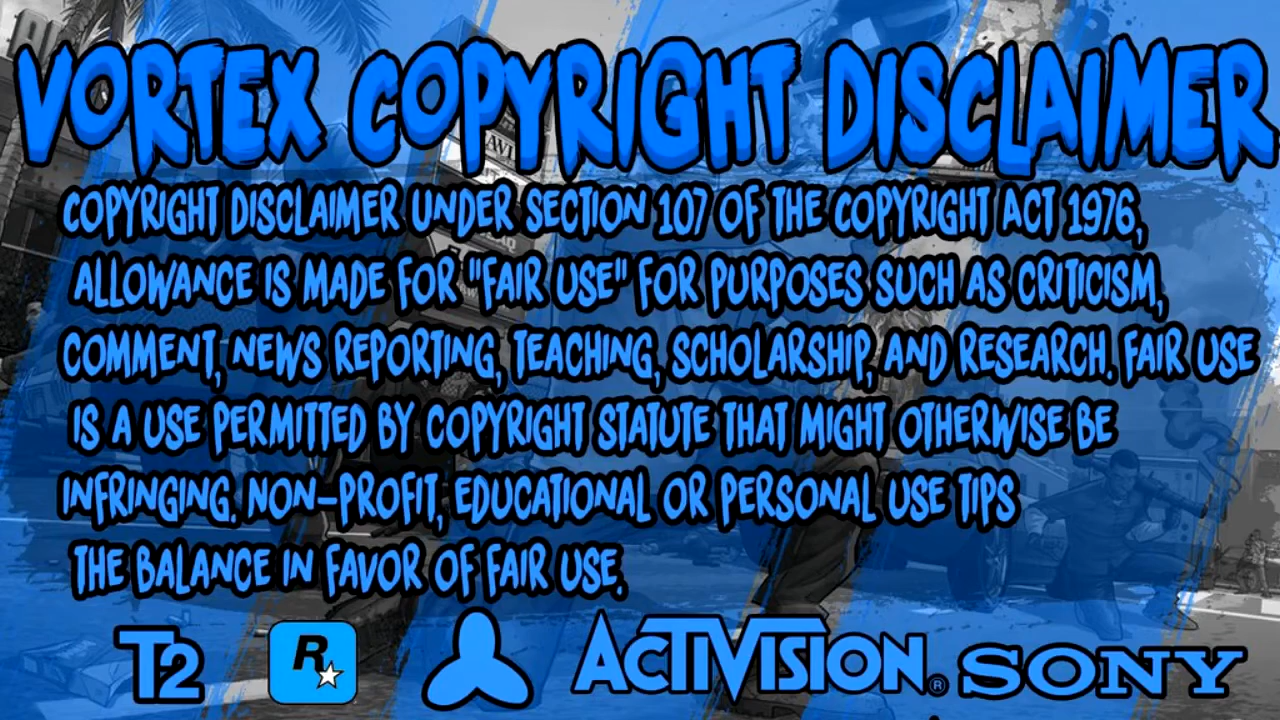 VORTEX COPYRIGHT DISCLAIMER
COPYRIGHT DISCLAIMER UNDER SECTION 107 OF THE COPYRIGHT ACT 1976,
ALLOWANCE IS MADE FOR "FAIR USE" FOR PURPOSES SUCH AS CRITICISM,
COMMENT, NEWS REPORTING, TEACHING, SCHOLARSHIP, AND RESEARCH. FAIR USE
IS A USE PERMITTED BY COPYRIGHT STATUTE THAT MIGHT OTHERWISE BE
INFRINGING. NON-PROFIT, EDUCATIONAL OR PERSONAL USE TIPS
THE BALANCE IN FAVOR OF FAIR USE.
T2 R ACTIVISION® SONY